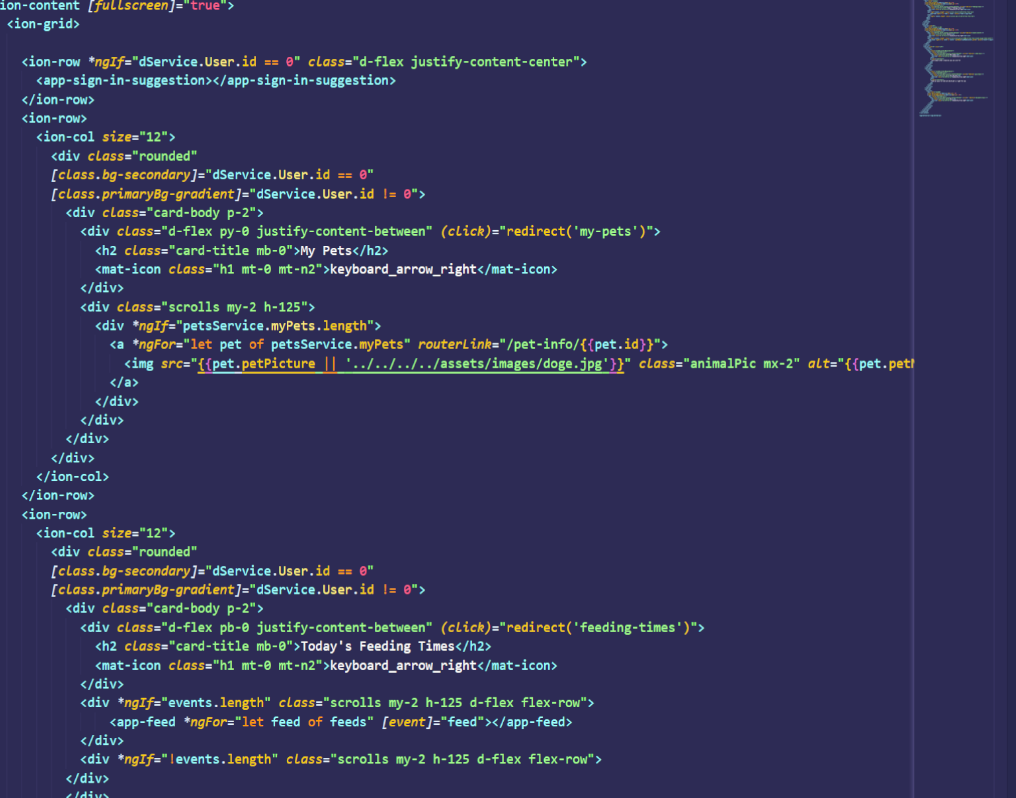 ion-content [fullscreen]="true">
<ion-grid>
<ion-row *ngIf="dService.User.id == 0" class="d-flex justify-content-center">
<app-sign-in-suggestion></app-sign-in-suggestion>
</ion-row>
<ion-row>
<ion-col size="12">
<div class="rounded"
[class.bg-secondary]="dService.User.id == 0"
[class.primaryBg-gradient]="dService.User.id != 0">
<div class="card-body p-2">
<div class="d-flex py-0 justify-content-between" (click)="redirect('my-pets')">
<h2 class="card-title mb-0">My Pets</h2>
<mat-icon class="h1 mt-0 mt-n2">keyboard_arrow_right</mat-icon>
</div>
<div class="scrolls my-2 h-125">
<div *ngIf="petsService.myPets.length">
<a *ngFor="let pet of petsService.myPets" routerLink="/pet-info/{{pet.id}}">
<img src="{{pet.petPicture || '../../../../assets/images/doge.jpg'}}" class="animalPic mx-2" alt="{{pet.pet
</a>
</div>
</div>
</div>
</div>
</ion-col>
</ion-row>
<ion-row>
<ion-col size="12">
<div class="rounded"
[class.bg-secondary]="dService.User.id == 0"
[class.primaryBg-gradient]="dService.User.id != 0">
<div class="card-body p-2">
<div class="d-flex pb-0 justify-content-between" (click)="redirect('feeding-times')">
<h2 class="card-title mb-0">Today's Feeding Times</h2>
<mat-icon class="h1 mt-0 mt-n2">keyboard_arrow_right</mat-icon>
</div>
<div *ngIf="events.length" class="scrolls my-2 h-125 d-flex flex-row">
<app-feed *ngFor="let feed of feeds" [event]="feed"></app-feed>
</div>
<div *ngIf="!events.length" class="scrolls my-2 h-125 d-flex flex-row">
</div>
</div>